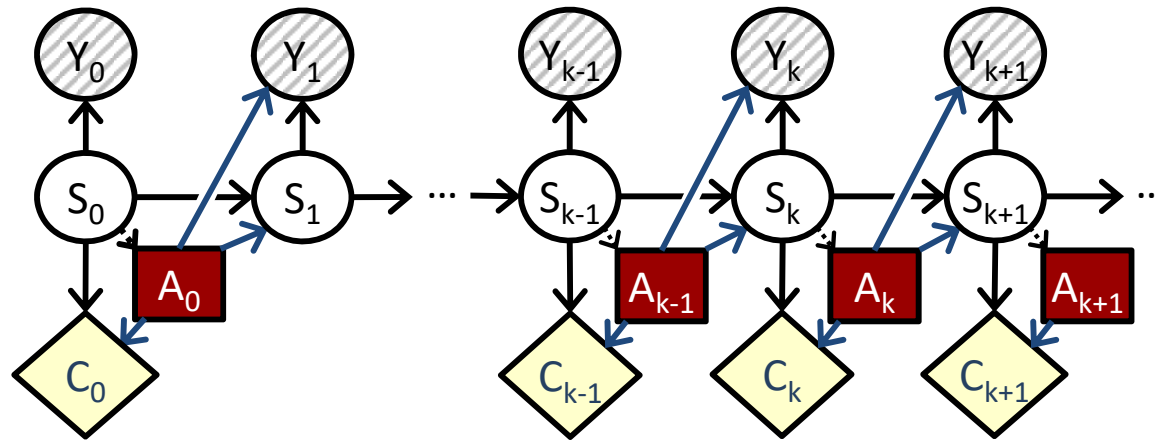 Y₀ Y₁ Yₖ₋₁ Yₖ Yₖ₊₁
S₀ S₁ ... Sₖ₋₁ Sₖ Sₖ₊₁ ..
A₀ Aₖ₋₁ Aₖ Aₖ₊₁
C₀ Cₖ₋₁ Cₖ Cₖ₊₁